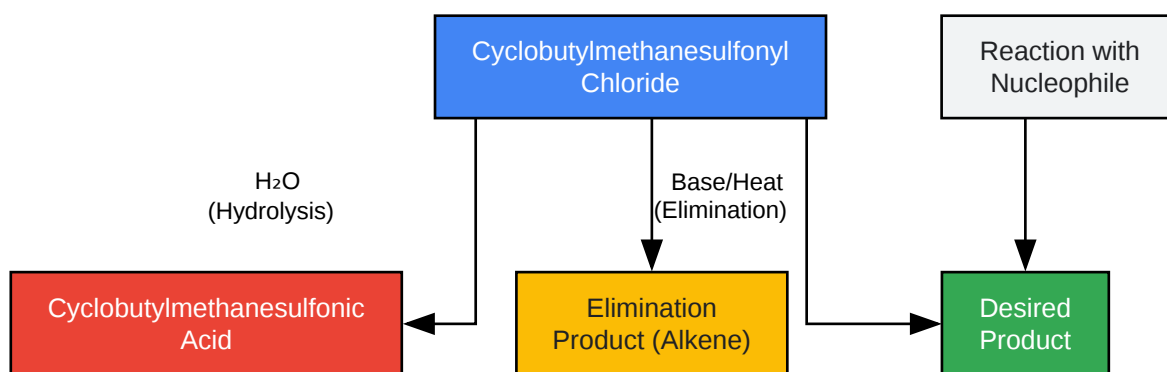 Cyclobutylmethanesulfonyl
Chloride
Reaction with
Nucleophile
H₂O
(Hydrolysis)
Base/Heat
(Elimination)
Cyclobutylmethanesulfonic
Acid
Elimination
Product (Alkene)
Desired
Product